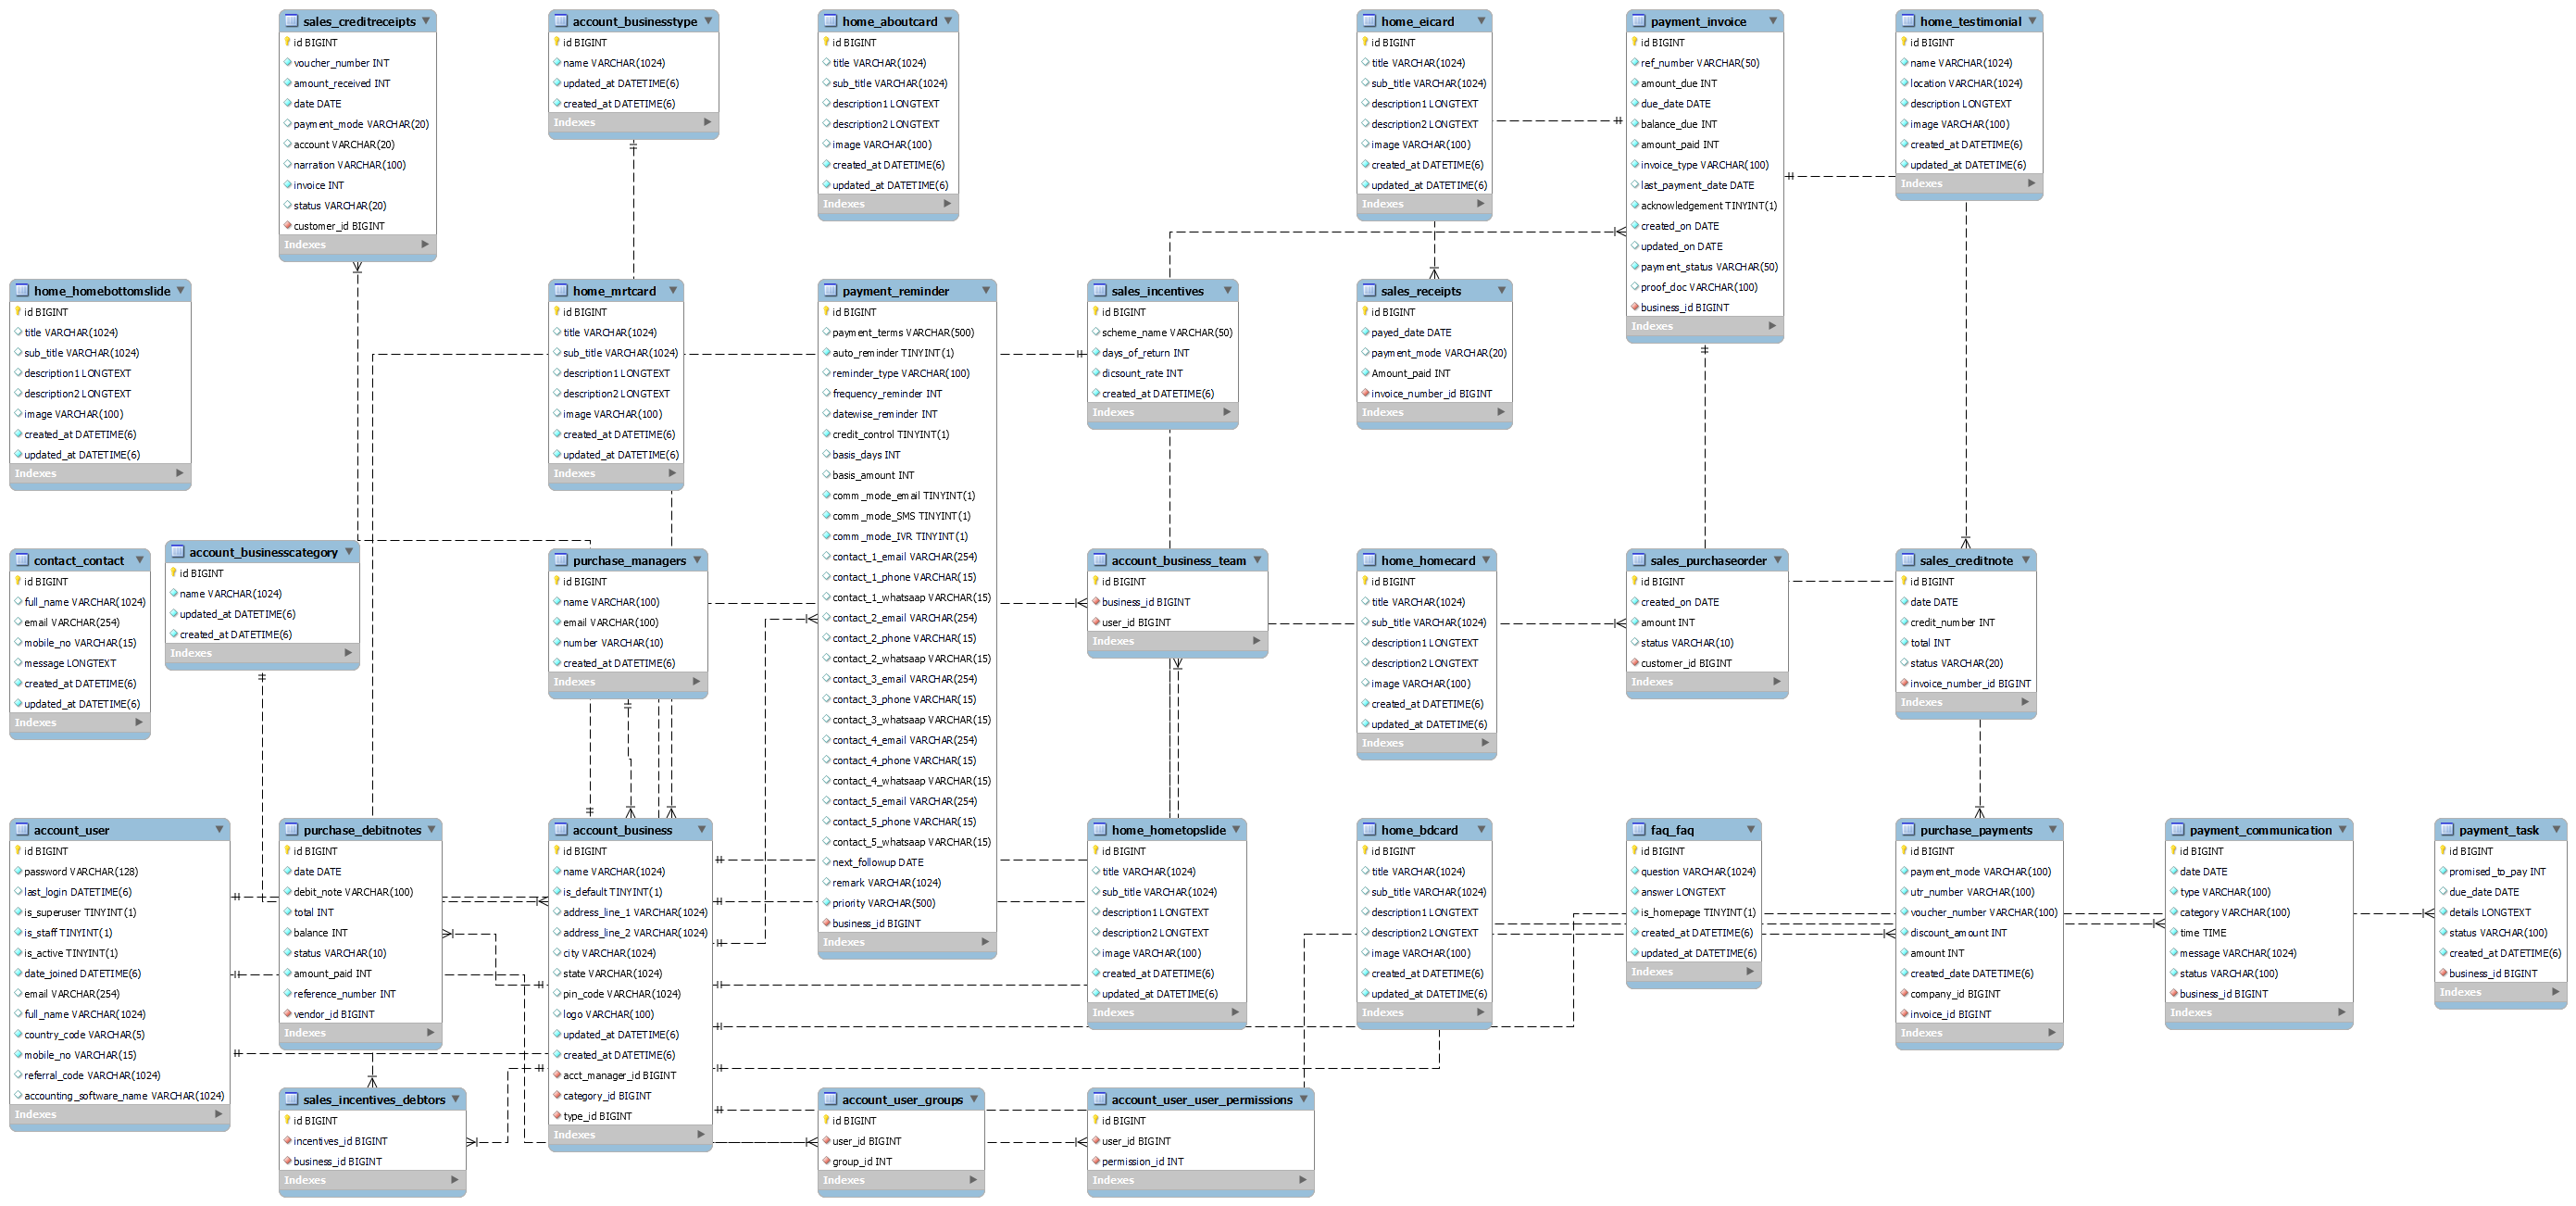 sales_creditreceipts
id BIGINT
voucher_number INT
amount_received INT
date DATE
payment_mode VARCHAR(20)
account VARCHAR(20)
narration VARCHAR(100)
invoice INT
status VARCHAR(20)
customer_id BIGINT
Indexes
account_businesstype
id BIGINT
name VARCHAR(1024)
updated_at DATETIME(6)
created_at DATETIME(6)
Indexes
home_aboutcard
id BIGINT
title VARCHAR(1024)
sub_title VARCHAR(1024)
description1 LONGTEXT
description2 LONGTEXT
image VARCHAR(100)
created_at DATETIME(6)
updated_at DATETIME(6)
Indexes
home_eicard
id BIGINT
title VARCHAR(1024)
sub_title VARCHAR(1024)
description1 LONGTEXT
description2 LONGTEXT
image VARCHAR(100)
created_at DATETIME(6)
updated_at DATETIME(6)
Indexes
payment_invoice
id BIGINT
ref_number VARCHAR(50)
amount_due INT
due_date DATE
balance_due INT
amount_paid INT
invoice_type VARCHAR(100)
last_payment_date DATE
acknowledgement TINYINT(1)
created_on DATE
updated_on DATE
payment_status VARCHAR(50)
proof_doc VARCHAR(100)
business_id BIGINT
Indexes
home_testimonial
id BIGINT
name VARCHAR(1024)
location VARCHAR(1024)
description LONGTEXT
image VARCHAR(100)
created_at DATETIME(6)
updated_at DATETIME(6)
Indexes
home_homebottomslide
id BIGINT
title VARCHAR(1024)
sub_title VARCHAR(1024)
description1 LONGTEXT
description2 LONGTEXT
image VARCHAR(100)
created_at DATETIME(6)
updated_at DATETIME(6)
Indexes
home_mrtcard
id BIGINT
title VARCHAR(1024)
sub_title VARCHAR(1024)
description1 LONGTEXT
description2 LONGTEXT
image VARCHAR(100)
created_at DATETIME(6)
updated_at DATETIME(6)
Indexes
payment_reminder
id BIGINT
payment_terms VARCHAR(500)
auto_reminder TINYINT(1)
reminder_type VARCHAR(100)
frequency_reminder INT
datewise_reminder INT
credit_control TINYINT(1)
basis_days INT
basis_amount INT
comm_mode_email TINYINT(1)
comm_mode_SMS TINYINT(1)
comm_mode_IVR TINYINT(1)
contact_1_email VARCHAR(254)
contact_1_phone VARCHAR(15)
contact_1_whatsaap VARCHAR(15)
contact_2_email VARCHAR(254)
contact_2_phone VARCHAR(15)
contact_2_whatsaap VARCHAR(15)
contact_3_email VARCHAR(254)
contact_3_phone VARCHAR(15)
contact_3_whatsaap VARCHAR(15)
contact_4_email VARCHAR(254)
contact_4_phone VARCHAR(15)
contact_4_whatsaap VARCHAR(15)
contact_5_email VARCHAR(254)
contact_5_phone VARCHAR(15)
contact_5_whatsaap VARCHAR(15)
next_followup DATE
remark VARCHAR(1024)
priority VARCHAR(500)
business_id BIGINT
Indexes
sales_incentives
id BIGINT
scheme_name VARCHAR(50)
days_of_return INT
dicsount_rate INT
created_at DATETIME(6)
Indexes
sales_receipts
id BIGINT
payed_date DATE
payment_mode VARCHAR(20)
Amount_paid INT
invoice_number_id BIGINT
Indexes
contact_contact
id BIGINT
full_name VARCHAR(1024)
email VARCHAR(254)
mobile_no VARCHAR(15)
message LONGTEXT
created_at DATETIME(6)
updated_at DATETIME(6)
Indexes
account_businesscategory
id BIGINT
name VARCHAR(1024)
updated_at DATETIME(6)
created_at DATETIME(6)
Indexes
purchase_managers
id BIGINT
name VARCHAR(100)
email VARCHAR(100)
number VARCHAR(10)
created_at DATETIME(6)
Indexes
account_business_team
id BIGINT
business_id BIGINT
user_id BIGINT
Indexes
home_homecard
id BIGINT
title VARCHAR(1024)
sub_title VARCHAR(1024)
description1 LONGTEXT
description2 LONGTEXT
image VARCHAR(100)
created_at DATETIME(6)
updated_at DATETIME(6)
Indexes
sales_purchaseorder
id BIGINT
created_on DATE
amount INT
status VARCHAR(10)
customer_id BIGINT
Indexes
sales_creditnote
id BIGINT
date DATE
credit_number INT
total INT
status VARCHAR(20)
invoice_number_id BIGINT
Indexes
account_user
id BIGINT
password VARCHAR(128)
last_login DATETIME(6)
is_superuser TINYINT(1)
is_staff TINYINT(1)
is_active TINYINT(1)
date_joined DATETIME(6)
email VARCHAR(254)
full_name VARCHAR(1024)
country_code VARCHAR(5)
mobile_no VARCHAR(15)
referral_code VARCHAR(1024)
accounting_software_name VARCHAR(1024)
Indexes
purchase_debitnotes
id BIGINT
date DATE
debit_note VARCHAR(100)
total INT
balance INT
status VARCHAR(10)
amount_paid INT
reference_number INT
vendor_id BIGINT
Indexes
account_business
id BIGINT
name VARCHAR(1024)
is_default TINYINT(1)
address_line_1 VARCHAR(1024)
address_line_2 VARCHAR(1024)
city VARCHAR(1024)
state VARCHAR(1024)
pin_code VARCHAR(1024)
logo VARCHAR(100)
updated_at DATETIME(6)
created_at DATETIME(6)
acct_manager_id BIGINT
category_id BIGINT
type_id BIGINT
Indexes
home_hometopslide
id BIGINT
title VARCHAR(1024)
sub_title VARCHAR(1024)
description1 LONGTEXT
description2 LONGTEXT
image VARCHAR(100)
created_at DATETIME(6)
updated_at DATETIME(6)
Indexes
home_bdcard
id BIGINT
title VARCHAR(1024)
sub_title VARCHAR(1024)
description1 LONGTEXT
description2 LONGTEXT
image VARCHAR(100)
created_at DATETIME(6)
updated_at DATETIME(6)
Indexes
faq_faq
id BIGINT
question VARCHAR(1024)
answer LONGTEXT
is_homepage TINYINT(1)
created_at DATETIME(6)
updated_at DATETIME(6)
Indexes
purchase_payments
id BIGINT
payment_mode VARCHAR(100)
utr_number VARCHAR(100)
voucher_number VARCHAR(100)
discount_amount INT
amount INT
created_date DATETIME(6)
company_id BIGINT
invoice_id BIGINT
Indexes
payment_communication
id BIGINT
date DATE
type VARCHAR(100)
category VARCHAR(100)
time TIME
message VARCHAR(1024)
status VARCHAR(100)
business_id BIGINT
Indexes
payment_task
id BIGINT
promised_to_pay INT
due_date DATE
details LONGTEXT
status VARCHAR(100)
created_at DATETIME(6)
business_id BIGINT
Indexes
sales_incentives_debtors
id BIGINT
incentives_id BIGINT
business_id BIGINT
Indexes
account_user_groups
id BIGINT
user_id BIGINT
group_id INT
Indexes
account_user_user_permissions
id BIGINT
user_id BIGINT
permission_id INT
Indexes